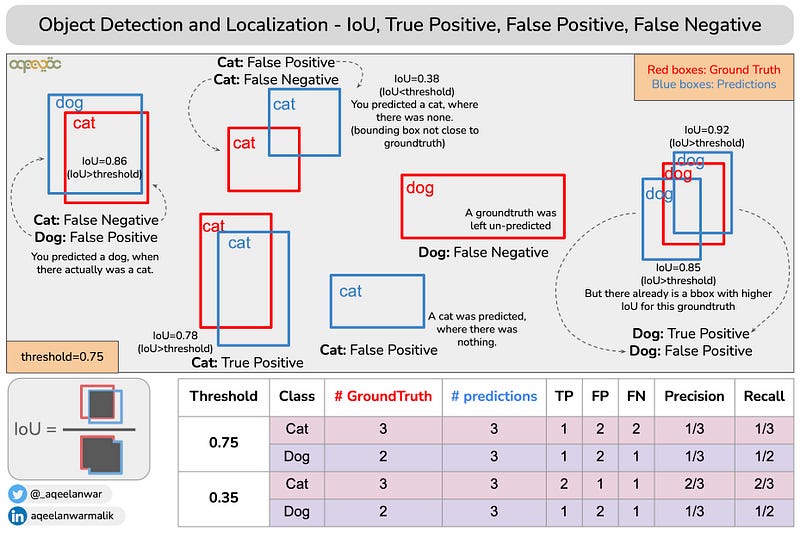 Object Detection and Localization - IoU, True Positive, False Positive, False Negative
Red boxes: Ground Truth
Blue boxes: Predictions
dog
cat
IoU=0.86
(IoU>threshold)
Cat: False Negative
Dog: False Positive
You predicted a dog, when
there actually was a cat.
Cat: False Positive
Cat: False Negative
cat
cat
IoU=0.38
(IoU<threshold)
You predicted a cat, where
there was none.
(bounding box not close to
groundtruth)
cat
cat
IoU=0.78
(IoU>threshold)
Cat: True Positive
dog
A groundtruth was
left un-predicted
Dog: False Negative
cat
A cat was predicted,
where there was
nothing.
Cat: False Positive
IoU=0.92
(IoU>threshold)
dog
dog
dog
IoU=0.85
(IoU>threshold)
But there already is a bbox with higher
IoU for this groundtruth
Dog: True Positive
Dog: False Positive
threshold=0.75
IoU =
@_aqeelanwar
aqeelanwarmalik
Threshold Class # GroundTruth # predictions TP FP FN Precision Recall
0.75
Cat 3 3 1 2 2 1/3 1/3
Dog 2 3 1 2 1 1/3 1/2
0.35
Cat 3 3 2 1 1 2/3 2/3
Dog 2 3 1 2 1 1/3 1/2